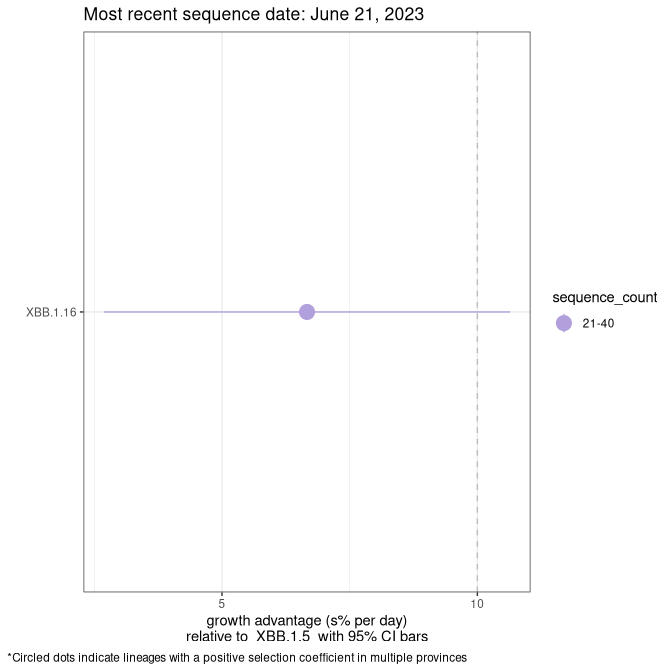 Most recent sequence date: June 21, 2023
XBB.1.16
sequence_count
21-40
5
10
growth advantage (s% per day)
relative to  XBB.1.5  with 95% CI bars
*Circled dots indicate lineages with a positive selection coefficient in multiple provinces